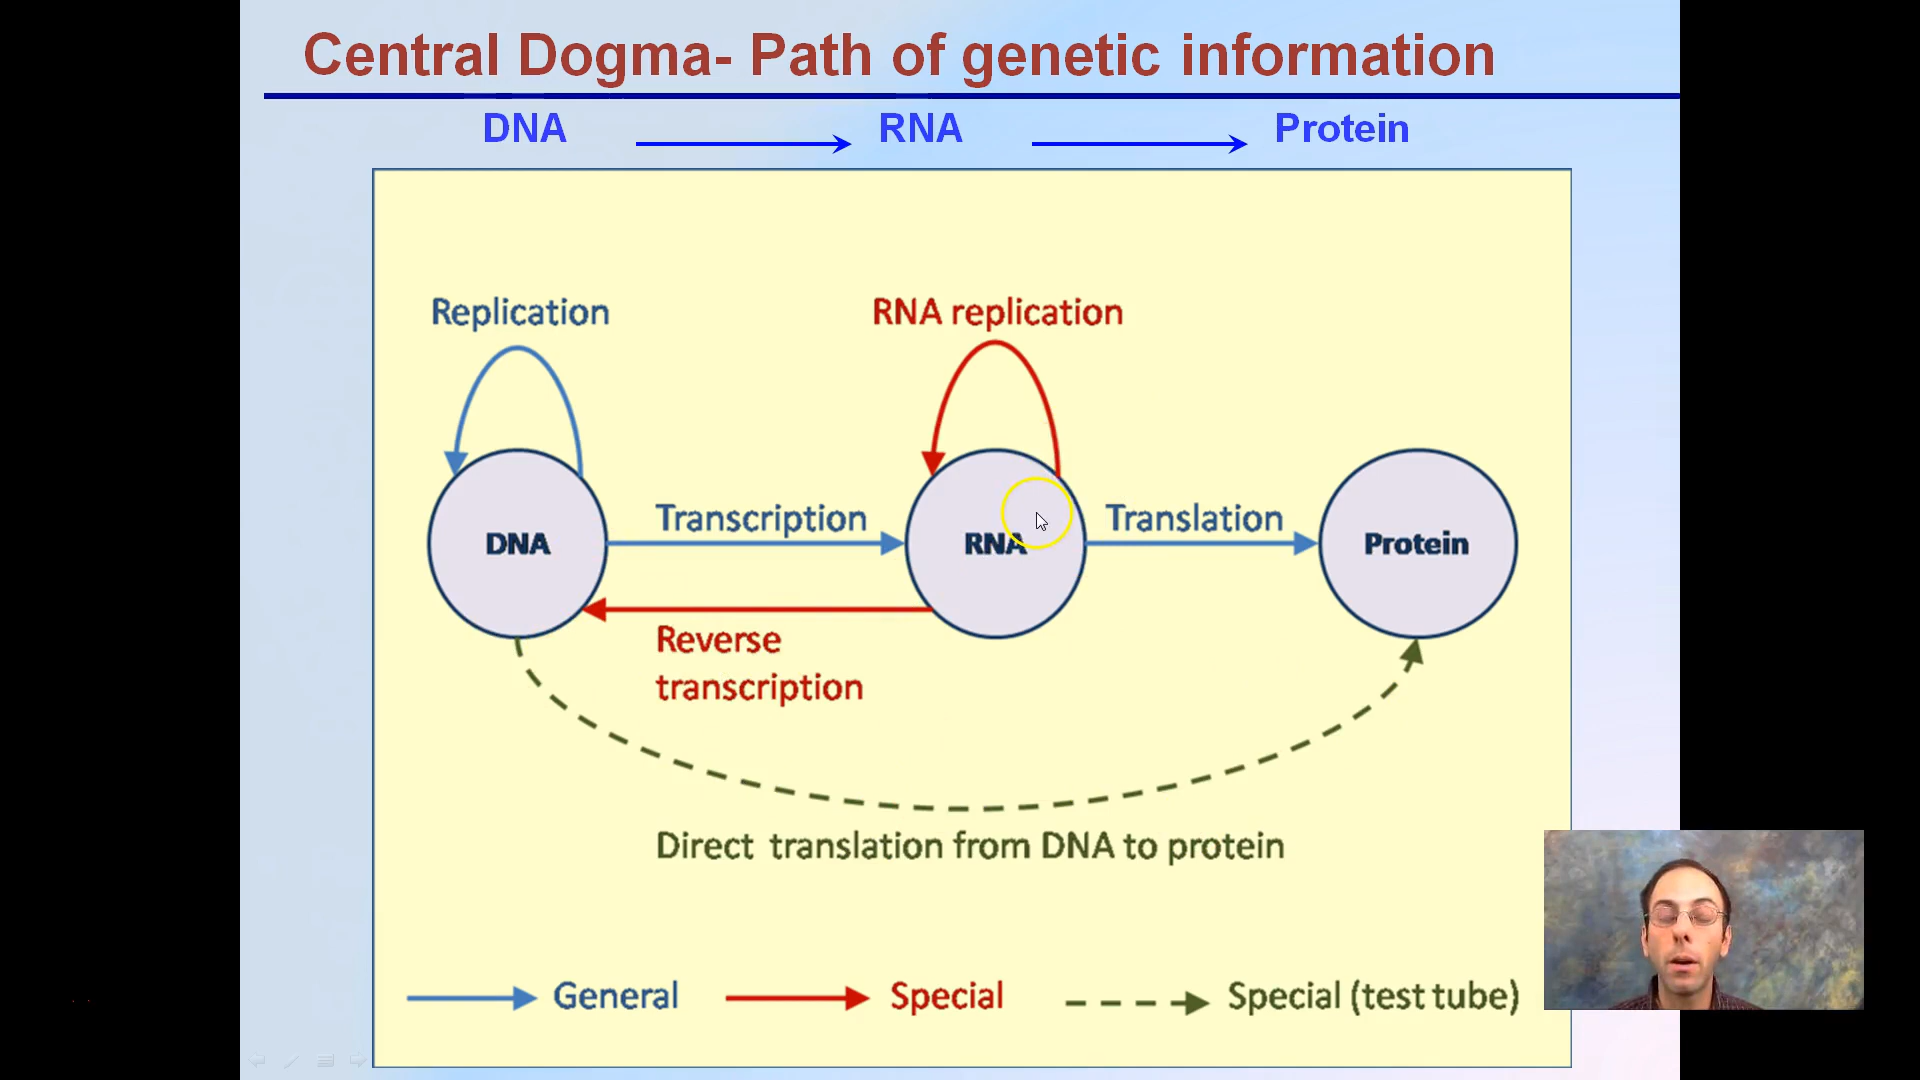 Central Dogma- Path of genetic information
DNA RNA Protein
Replication RNA replication
Transcription Translation
DNA RNA Protein
Reverse
transcription
Direct translation from DNA to protein
General Special Special (test tube)